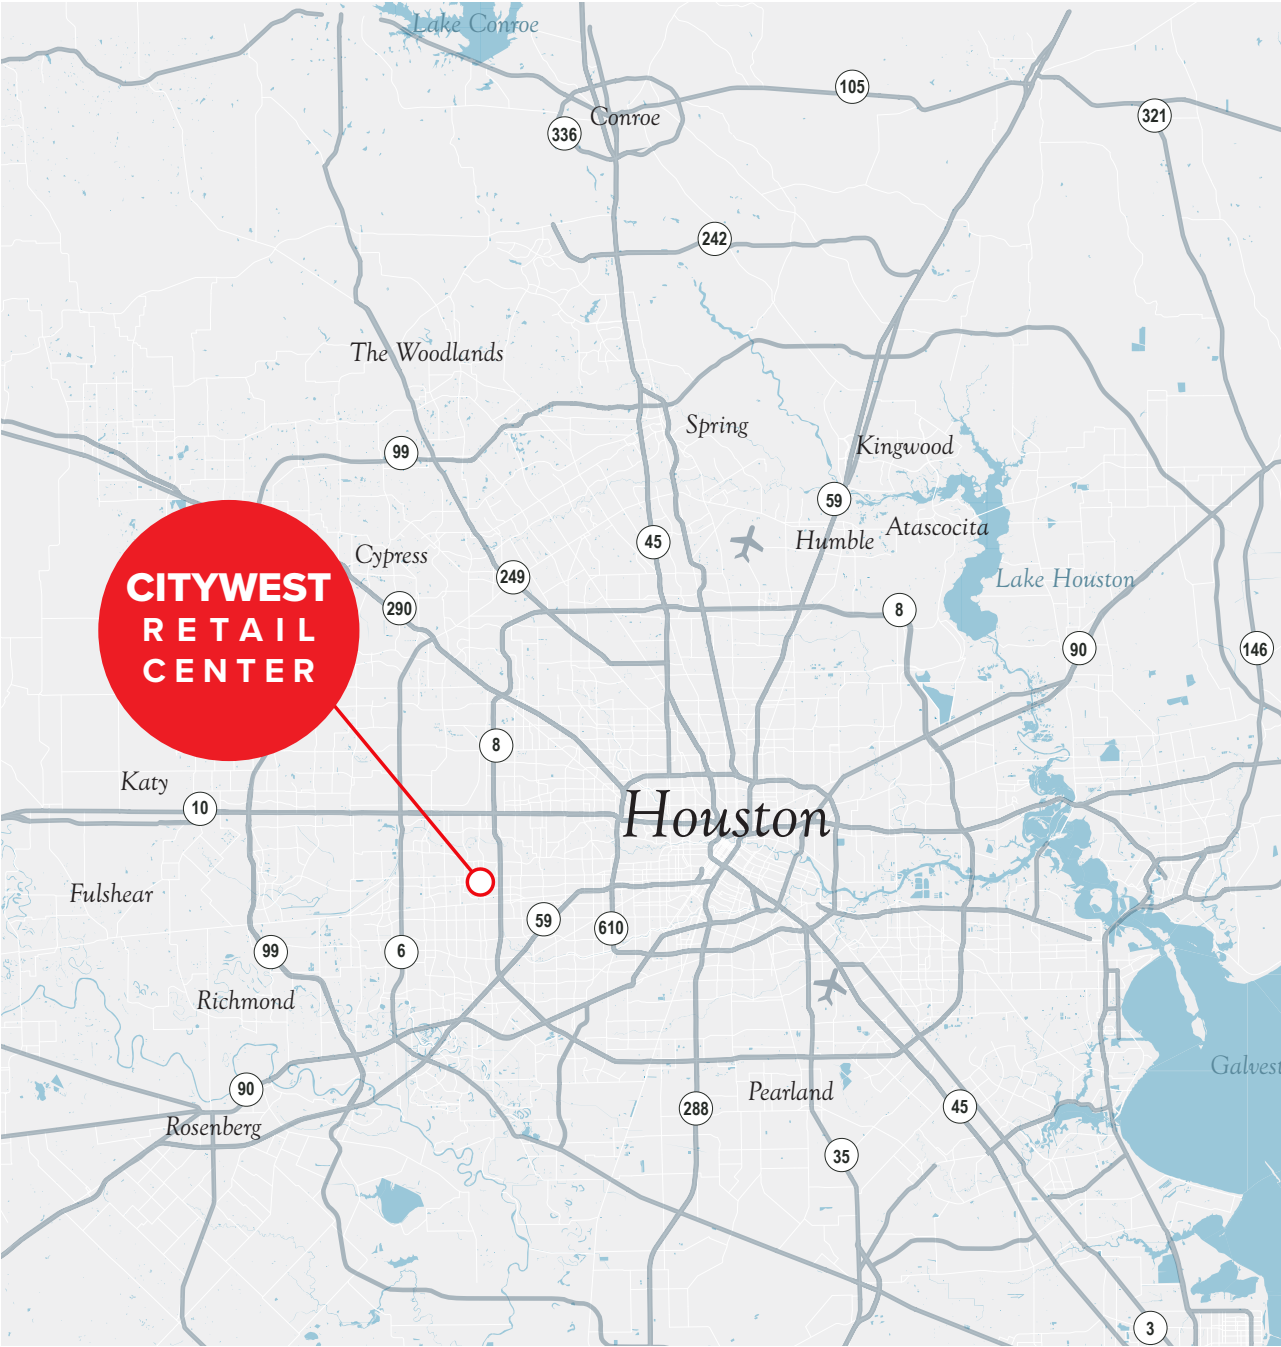 Lake Conroe
105
321
Conroe
336
242
The Woodlands
Spring
Kingwood
99
59
Atascocita
Humble
45
Cypress
249
Lake Houston
CITYWEST
RETAIL
CENTER
290
8
90
146
8
Katy
10
Houston
Fulshear
59
610
99
6
Richmond
Galvest
90
Pearland
288
45
Rosenberg
35
3